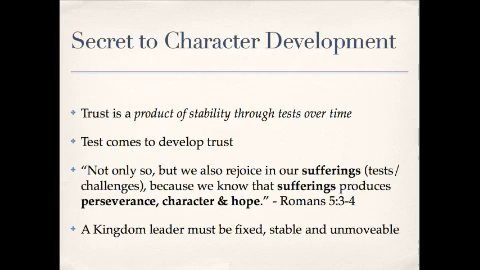 Secret to Character Development
Trust is a product of stability through tests over time
Test comes to develop trust
“Not only so, but we also rejoice in our sufferings (tests/
challenges), because we know that sufferings produces
perseverance, character & hope.” - Romans 5:3-4
A Kingdom leader must be fixed, stable and unmoveable